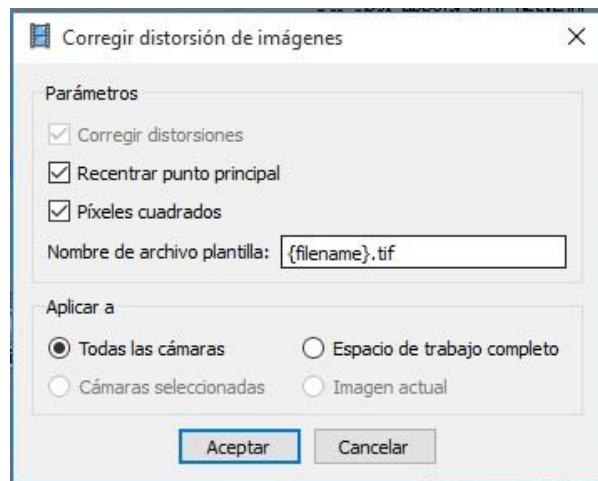 Corregir distorsión de imágenes
Parámetros
Corregir distorsiones
Recentrar punto principal
Píxeles cuadrados
Nombre de archivo plantilla: {filename}.tif
Aplicar a
Todas las cámaras Espacio de trabajo completo
Cámaras seleccionadas Imagen actual
Aceptar Cancelar